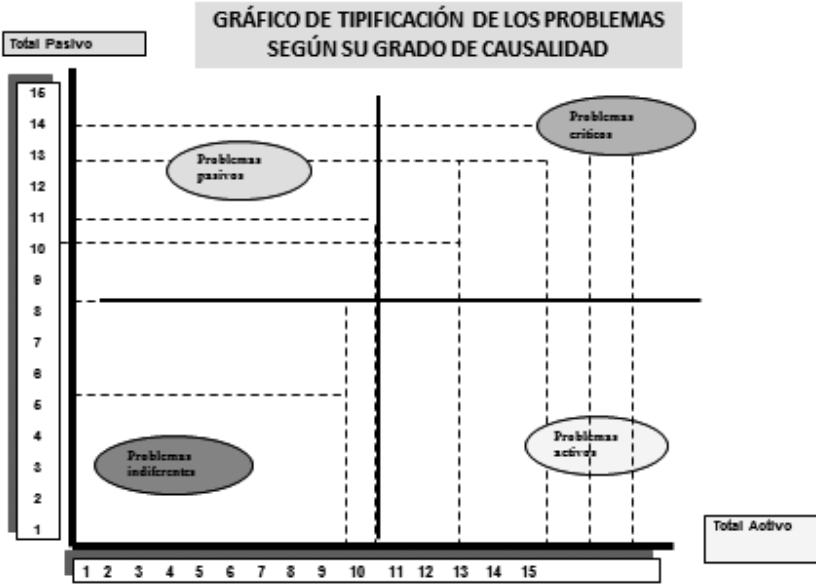 GRÁFICO DE TIPIFICACIÓN DE LOS PROBLEMAS
SEGÚN SU GRADO DE CAUSALIDAD
Total Pasivo
15
14
13
12
11
10
9
8
7
6
5
4
3
2
1
Problemas
criticos
Problemas
pasivos
Problemas
indiferentes
Problemas
activos
Total Activo
1 2 3 4 5 6 7 8 9 10 11 12 13 14 15